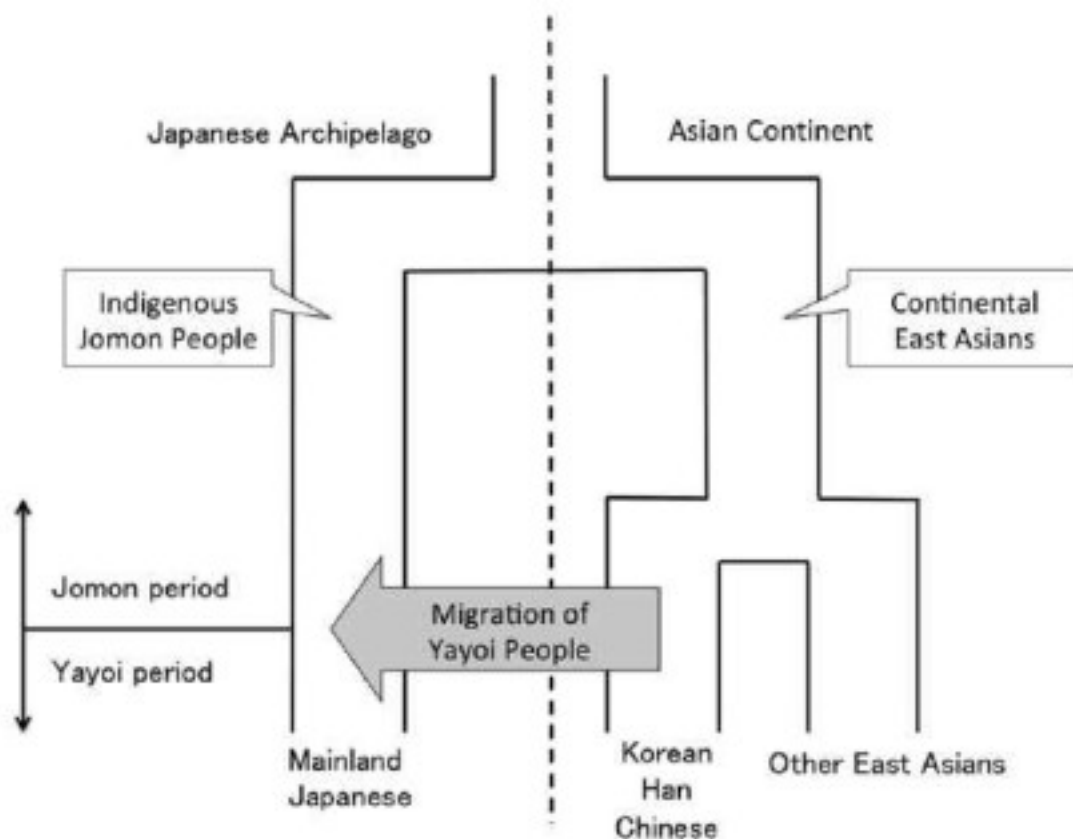 Japanese Archipelago
Asian Continent
Indigenous
Jomon People
Continental
East Asians
Jomon period
Yayoi period
Migration of
Yayoi People
Mainland
Japanese
Korean
Han
Chinese
Other East Asians